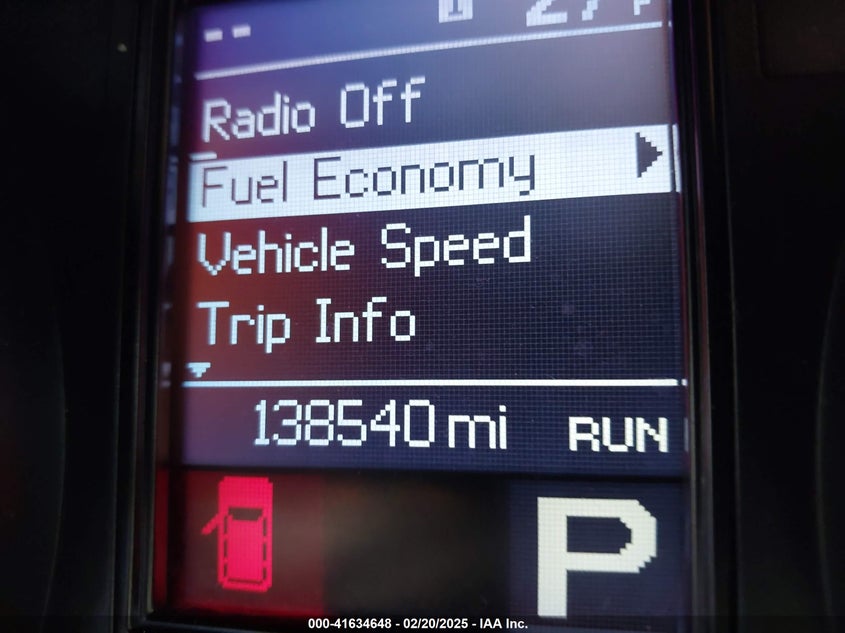 --
Radio Off
Fuel Economy
Vehicle Speed
Trip Info
138540 mi RUN
P
000-41634648 - 02/20/2025 - IAA Inc.